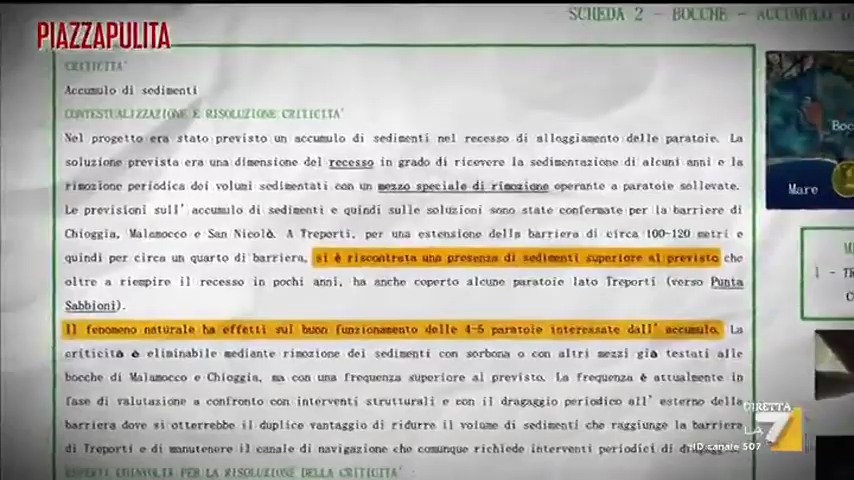 SCHEDA 2 - BOCCHE - ACCUMULO D
PIAZZAPULITA
CRITICITA'
Accumulo di sedimenti
CONTESTUALIZZAZIONE E RISOLUZIONE CRITICITA'
Nel progetto era stato previsto un accumulo di sedimenti nel recesso di alloggiamento delle paratoie. La
soluzione prevista era una dimensione del recesso in grado di ricevere la sedimentazione di alcuni anni e la
rimozione periodica dei volumi sedimentati con un mezzo speciale di rimozione operante a paratoie sollevate.
Le previsioni sull'accumulo di sedimenti e quindi sulle soluzioni sono state confermate per la barriere di
Chioggia, Malamocco e San Nicolò. A Treporti, per una estensione della barriera di circa 100-120 metri e
quindi per circa un quarto di barriera, si è riscontrata una presenza di sedimenti superiore al previsto che
oltre a riempire il recesso in pochi anni, ha anche coperto alcune paratoie lato Treporti (verso Punta
Sabbioni).
Il fenomeno naturale ha effetti sul buon funzionamento delle 4-5 paratoie interessate dall'accumulo. La
criticità è eliminabile mediante rimozione dei sedimenti con sorbona o con altri mezzi già testati alle
bocche di Malamocco e Chioggia, ma con una frequenza superiore al previsto. La frequenza è attualmente in
fase di valutazione a confronto con interventi strutturali e con il dragaggio periodico all'esterno della
barriera dove si otterrebbe il duplice vantaggio di ridurre il volume di sedimenti che raggiunge la barriera
di Treporti e di manutenere il canale di navigazione che comunque richiede interventi periodici di
ESPERTI COINVOLTI PER LA RISOLUZIONE DELLA CRITICITA':
Boc
Mare
1 - TR
DIRETTA
LA7
HD canale 507